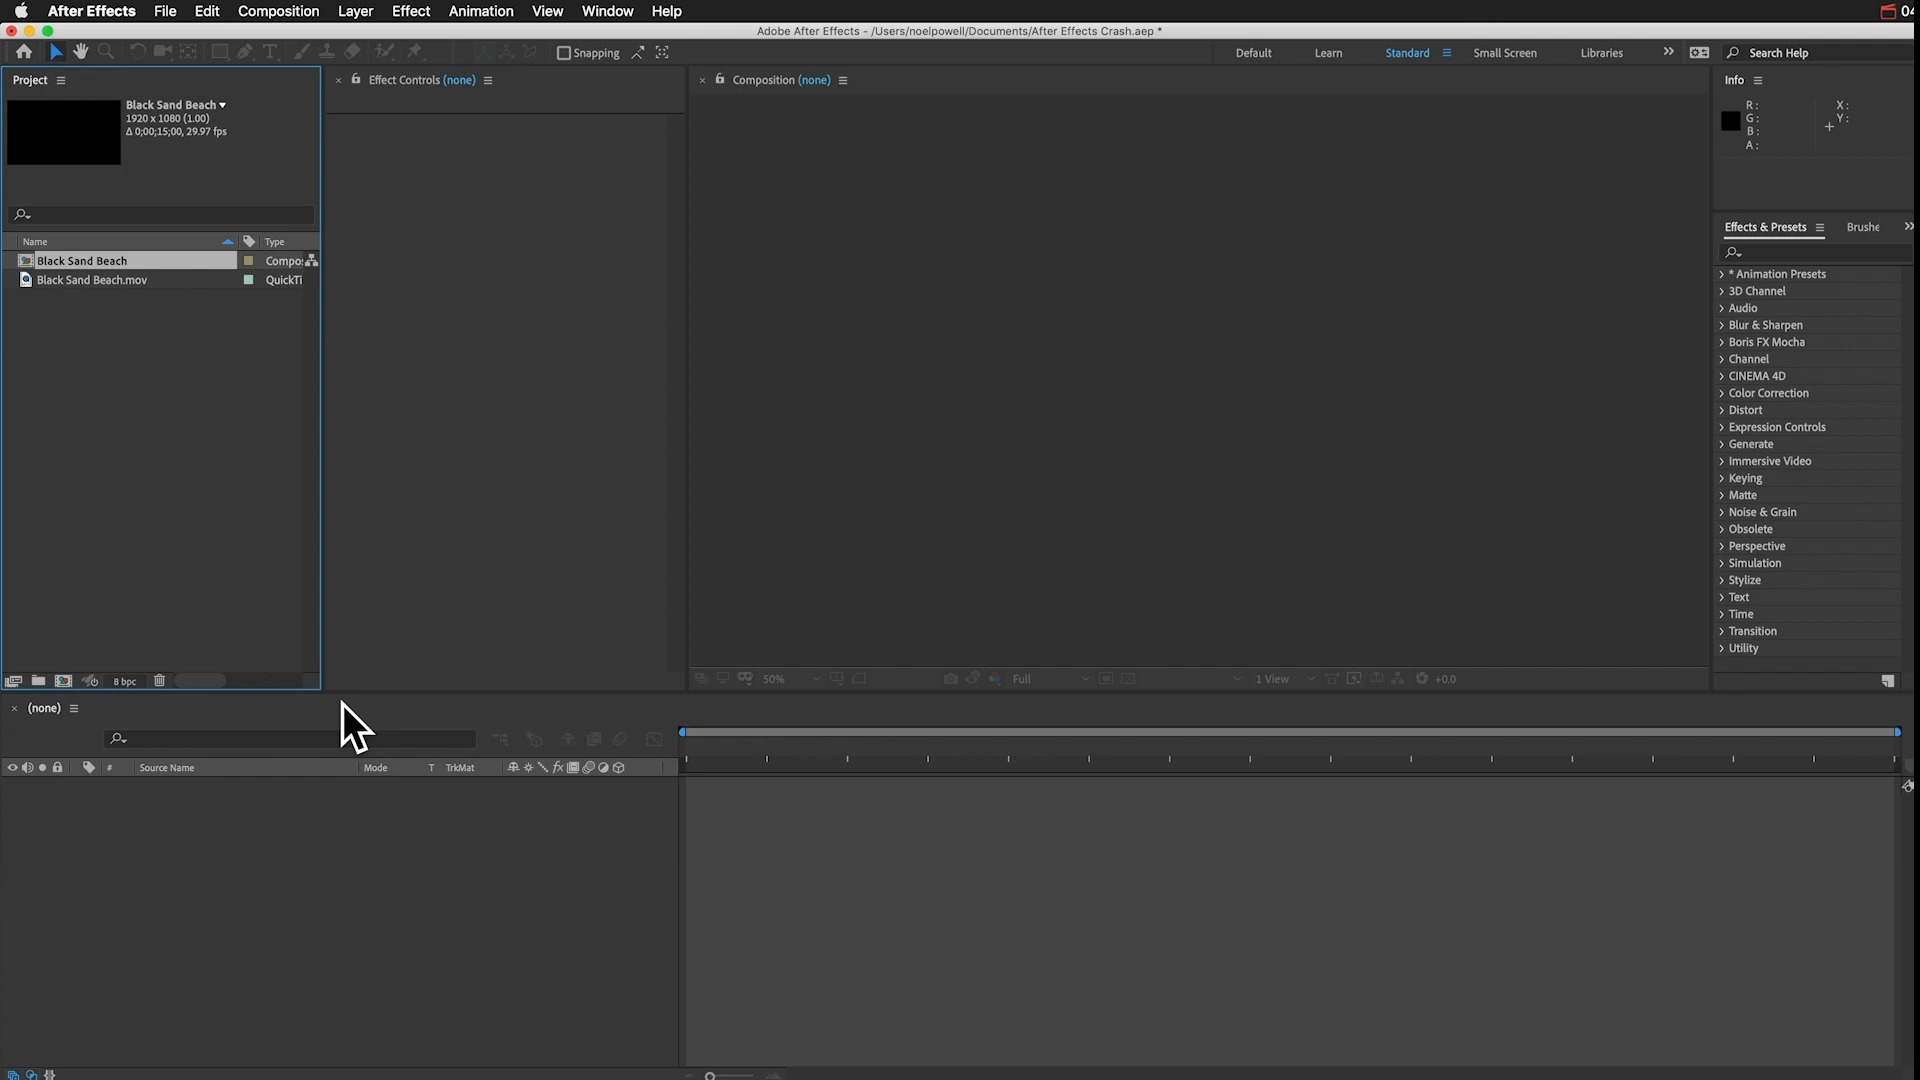 After Effects File Edit Composition Layer Effect Animation View Window Help 04
Adobe After Effects - /Users/noelpowell/Documents/After Effects Crash.aep *
Snapping Default Learn Standard Small Screen Libraries Search Help
Project
Black Sand Beach
1920 x 1080 (1.00)
Δ 0;00;15;00, 29.97 fps
Name Type
Black Sand Beach Compo
Black Sand Beach.mov QuickTi
8 bpc
Effect Controls (none)
Composition (none)
50% Full 1 View +0.0
Info
R: X:
G: Y:
B:
A:
Effects & Presets Brushe
* Animation Presets
3D Channel
Audio
Blur & Sharpen
Boris FX Mocha
Channel
CINEMA 4D
Color Correction
Distort
Expression Controls
Generate
Immersive Video
Keying
Matte
Noise & Grain
Obsolete
Perspective
Simulation
Stylize
Text
Time
Transition
Utility
(none)
# Source Name Mode T TrkMat fx